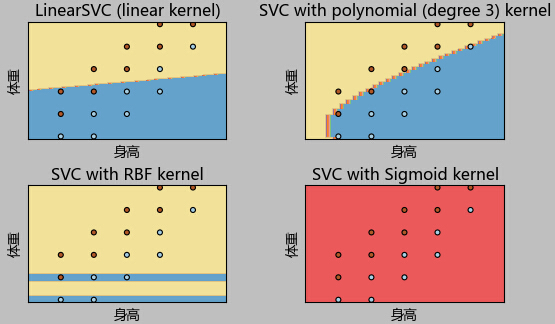 LinearSVC (linear kernel)
SVC with polynomial (degree 3) kernel
体重
体重
身高
身高
SVC with RBF kernel
SVC with Sigmoid kernel
体重
体重
身高
身高